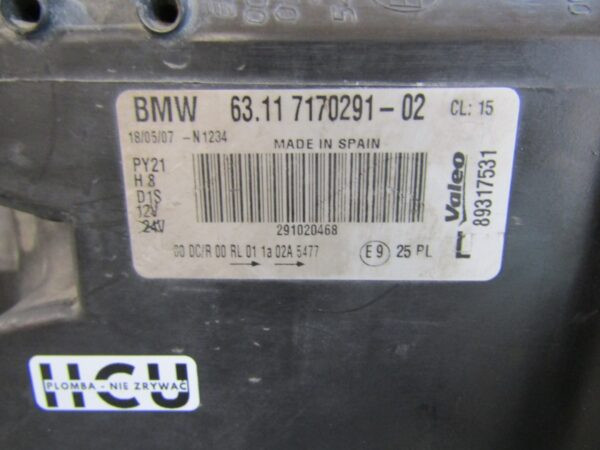 BMW 63.11 7170291-02 CL: 15
18/05/07 -N1234
MADE IN SPAIN
PY21
H 8
D1S
12V
24V
291020468
00 DC/R 00 RL 01 1a 02A 5477
E9 25 PL
Valeo
89317531
HCU
PLOMBA - NIE ZRYWAĆ